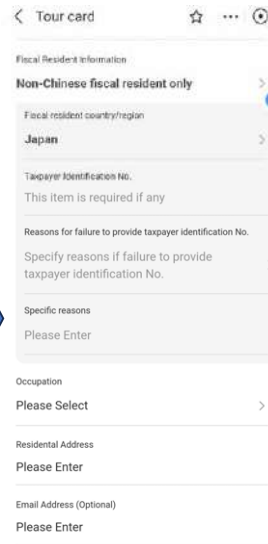 Tour card
Fiscal Resident Information
Non-Chinese fiscal resident only
Fiscal resident country/region
Japan
Taxpayer Identification No.
This item is required if any
Reasons for failure to provide taxpayer identification No.
Specify reasons if failure to provide
taxpayer identification No.
Specific reasons
Please Enter
Occupation
Please Select
Residental Address
Please Enter
Email Address (Optional)
Please Enter